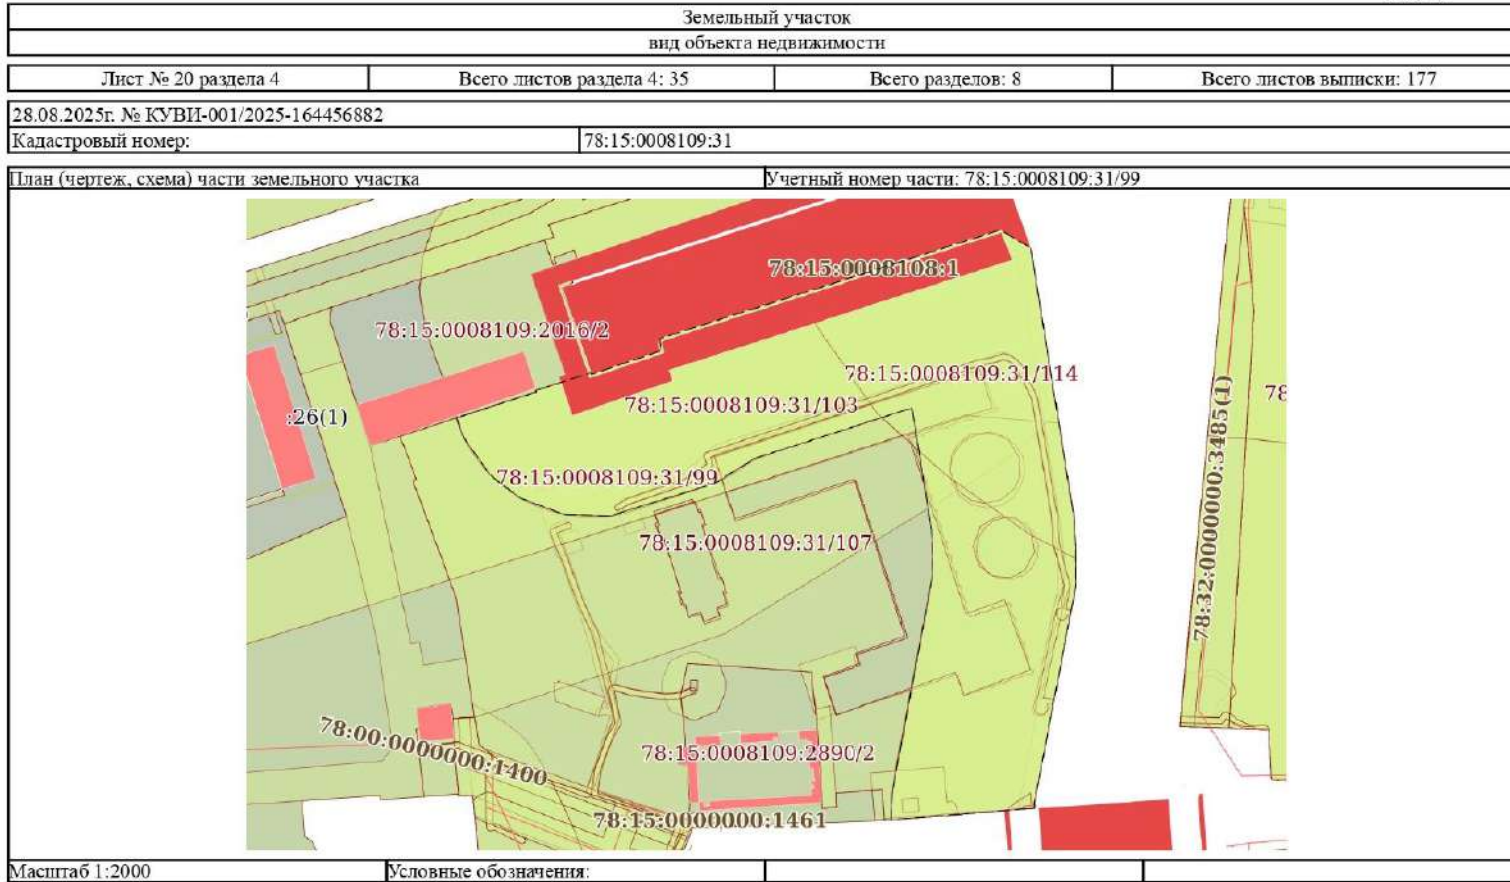 Земельный участок
вид объекта недвижимости
Лист № 20 раздела 4 Всего листов раздела 4: 35 Всего разделов: 8 Всего листов выписки: 177
28.08.2025г. № КУВИ-001/2025-164456882
Кадастровый номер: 78:15:0008109:31
План (чертеж, схема) части земельного участка Учетный номер части: 78:15:0008109:31/99
78:15:0008108:1
78:15:0008109:2016/2
78:15:0008109:31/114
78
78:15:0008109:31/103
:26(1)
78:15:0008109:31/99
78:32:0000000:3485(1)
78:15:0008109:31/107
78:00:0000000:1400
78:15:0008109:2890/2
78:15:0000000:1461
Масштаб 1:2000 Условные обозначения: